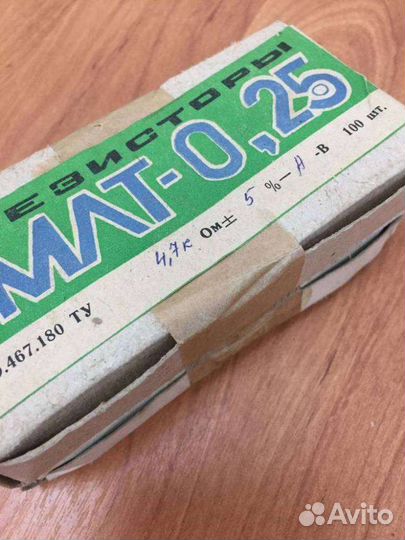 ЕЗИСТОРЫ
МЛТ-0,25
4,7к Ом± 5 %-А-В 100 шт.
.467.180 ТУ
Avito